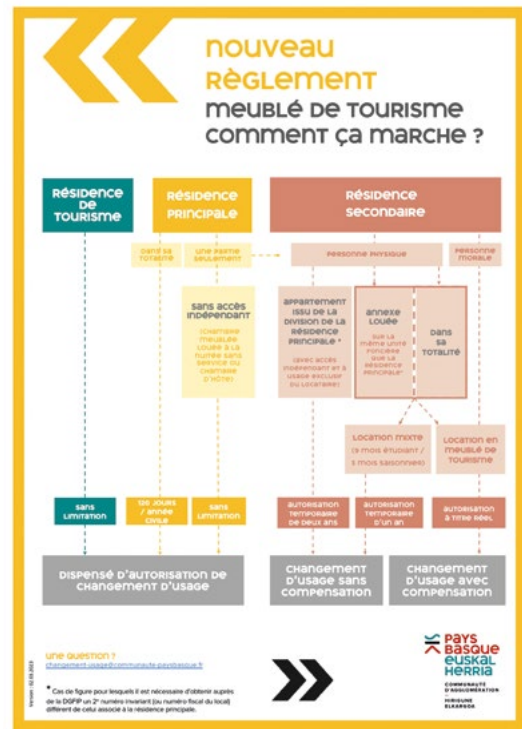 nouveau
RÈGLEMENT
meublé de tourisme
comment ça marche ?
RÉSIDENCE
DE
TOURISME
RÉSIDENCE
PRINCIPALE
RÉSIDENCE
SECONDAIRE
DANS SA
TOTALITÉ
UNE PARTIE
SEULEMENT
PERSONNE PHYSIQUE
PERSONNE
MORALE
SANS ACCÈS
INDÉPENDANT
(CHAMBRE
MEUBLÉE
LOUÉE À LA
NUITÉE SANS
SERVICE OU
CHAMBRE
D'HÔTE)
APPARTEMENT
ISSU DE LA
DIVISION DE LA
RÉSIDENCE
PRINCIPALE *
(AVEC ACCÈS
INDÉPENDANT ET À
USAGE EXCLUSIF
DU LOCATAIRE)
ANNEXE
LOUÉE
SUR LA
MÊME UNITÉ
FONCIÈRE
QUE LA
RÉSIDENCE
PRINCIPALE*
DANS
SA
TOTALITÉ
LOCATION MIXTE
(9 MOIS ÉTUDIANT /
3 MOIS SAISONNIER)
LOCATION EN
MEUBLÉ DE
TOURISME
SANS
LIMITATION
120 JOURS
/ ANNÉE
CIVILE
SANS
LIMITATION
AUTORISATION
TEMPORAIRE
DE DEUX ANS
AUTORISATION
TEMPORAIRE
D'UN AN
AUTORISATION
À TITRE RÉEL
DISPENSÉ D'AUTORISATION DE
CHANGEMENT D'USAGE
CHANGEMENT
D'USAGE SANS
COMPENSATION
CHANGEMENT
D'USAGE AVEC
COMPENSATION
UNE QUESTION ?
changement-usage@communaute-paysbasque.fr
* Cas de figure pour lesquels il est nécessaire d'obtenir auprès
de la DGFIP un 2e numéro invariant (ou numéro fiscal du local)
différent de celui associé à la résidence principale.
PAYS
BASQUE
EUSKAL
HERRIA
COMMUNAUTÉ
D'AGGLOMÉRATION
HIRIGUNE
ELKARGOA